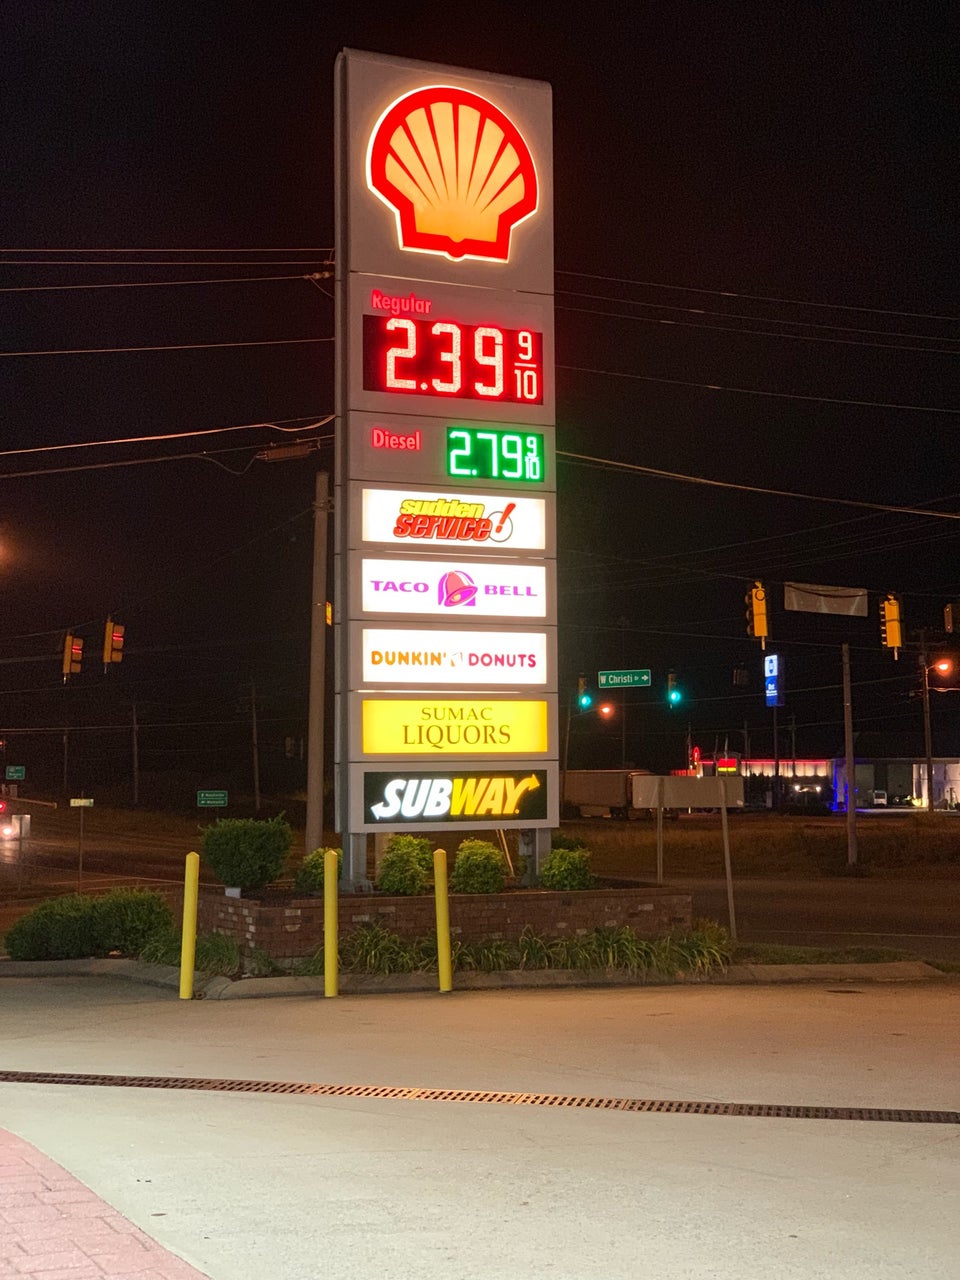 Regular
2.39 9/10
Diesel
2.79 9/10
sudden
service!
TACO BELL
DUNKIN' DONUTS
SUMAC
LIQUORS
SUBWAY
W Christi Dr →